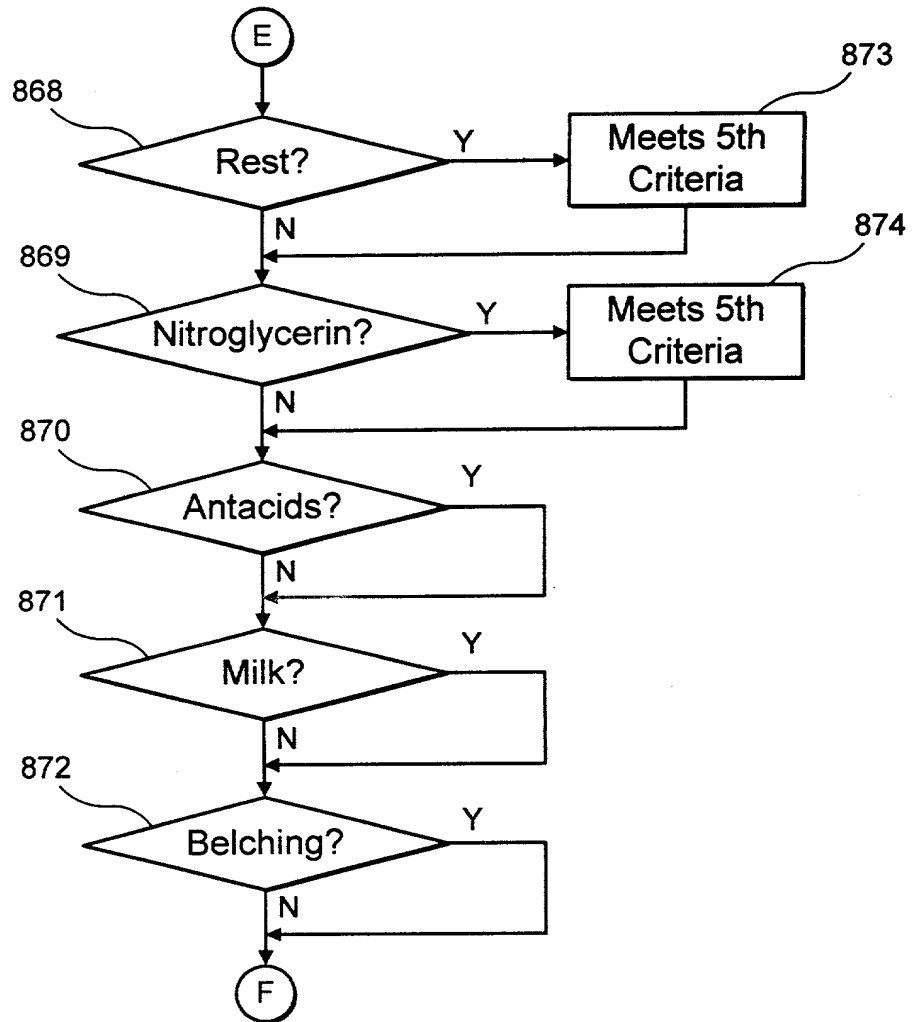 E
873
868
Rest?
Y
Meets 5th
Criteria
N
874
869
Nitroglycerin?
Y
Meets 5th
Criteria
N
870
Antacids?
Y
N
871
Milk?
Y
N
872
Belching?
Y
N
F